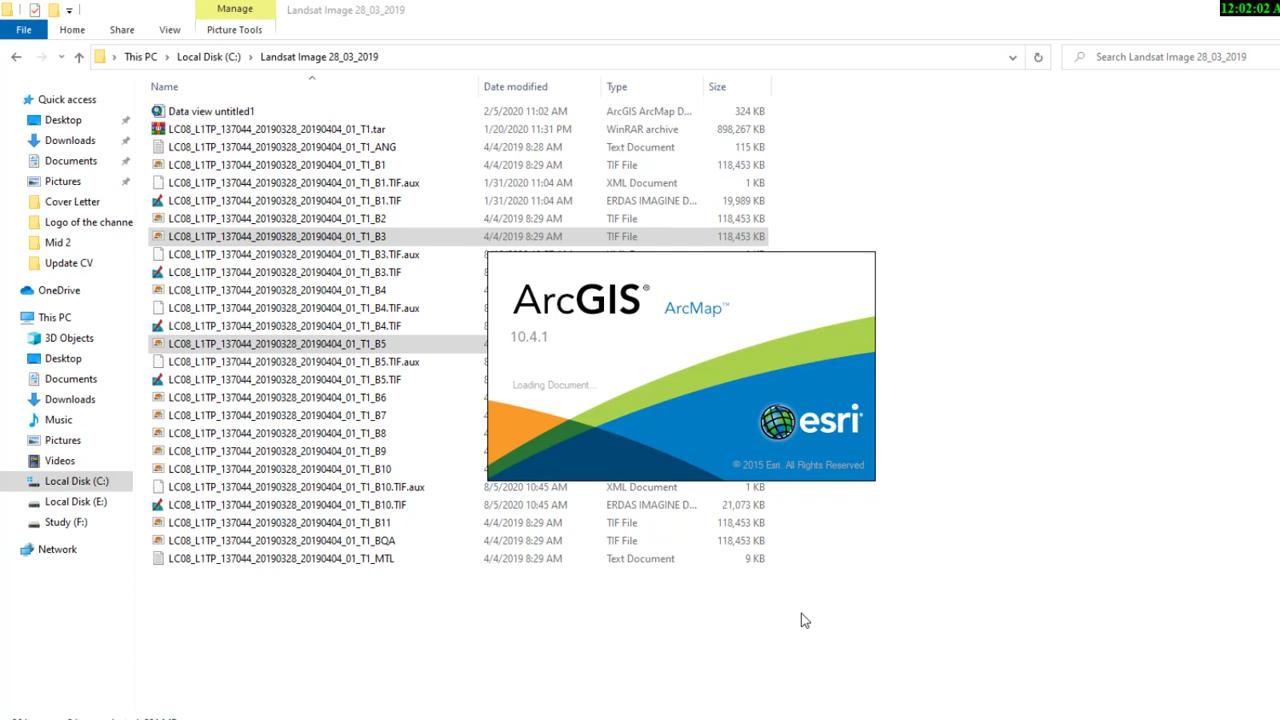 Manage
Landsat Image 28_03_2019
12:02:02 A
File
Home
Share
View
Picture Tools
This PC
Local Disk (C:)
Landsat Image 28_03_2019
Search Landsat Image 28_03_2019
Name
Date modified
Type
Size
Quick access
Desktop
Downloads
Documents
Pictures
Cover Letter
Logo of the channe
Mid 2
Update CV
OneDrive
This PC
3D Objects
Desktop
Documents
Downloads
Music
Pictures
Videos
Local Disk (C:)
Local Disk (E:)
Study (F:)
Network
Data view untitled1 2/5/2020 11:02 AM ArcGIS ArcMap D... 324 KB
LC08_L1TP_137044_20190328_20190404_01_T1.tar 1/20/2020 11:31 PM WinRAR archive 898,267 KB
LC08_L1TP_137044_20190328_20190404_01_T1_ANG 4/4/2019 8:28 AM Text Document 115 KB
LC08_L1TP_137044_20190328_20190404_01_T1_B1 4/4/2019 8:29 AM TIF File 118,453 KB
LC08_L1TP_137044_20190328_20190404_01_T1_B1.TIF.aux 1/31/2020 11:04 AM XML Document 1 KB
LC08_L1TP_137044_20190328_20190404_01_T1_B1.TIF 1/31/2020 11:04 AM ERDAS IMAGINE D... 19,989 KB
LC08_L1TP_137044_20190328_20190404_01_T1_B2 4/4/2019 8:29 AM TIF File 118,453 KB
LC08_L1TP_137044_20190328_20190404_01_T1_B3 4/4/2019 8:29 AM TIF File 118,453 KB
LC08_L1TP_137044_20190328_20190404_01_T1_B3.TIF.aux
LC08_L1TP_137044_20190328_20190404_01_T1_B3.TIF
LC08_L1TP_137044_20190328_20190404_01_T1_B4
LC08_L1TP_137044_20190328_20190404_01_T1_B4.TIF.aux
LC08_L1TP_137044_20190328_20190404_01_T1_B4.TIF
LC08_L1TP_137044_20190328_20190404_01_T1_B5
LC08_L1TP_137044_20190328_20190404_01_T1_B5.TIF.aux
LC08_L1TP_137044_20190328_20190404_01_T1_B5.TIF
LC08_L1TP_137044_20190328_20190404_01_T1_B6
LC08_L1TP_137044_20190328_20190404_01_T1_B7
LC08_L1TP_137044_20190328_20190404_01_T1_B8
LC08_L1TP_137044_20190328_20190404_01_T1_B9
LC08_L1TP_137044_20190328_20190404_01_T1_B10
LC08_L1TP_137044_20190328_20190404_01_T1_B10.TIF.aux 8/5/2020 10:45 AM XML Document 1 KB
LC08_L1TP_137044_20190328_20190404_01_T1_B10.TIF 8/5/2020 10:45 AM ERDAS IMAGINE D... 21,073 KB
LC08_L1TP_137044_20190328_20190404_01_T1_B11 4/4/2019 8:29 AM TIF File 118,453 KB
LC08_L1TP_137044_20190328_20190404_01_T1_BQA 4/4/2019 8:29 AM TIF File 118,453 KB
LC08_L1TP_137044_20190328_20190404_01_T1_MTL 4/4/2019 8:29 AM Text Document 9 KB
ArcGIS® ArcMap™
10.4.1
Loading Document...
esri
© 2015 Esri. All Rights Reserved